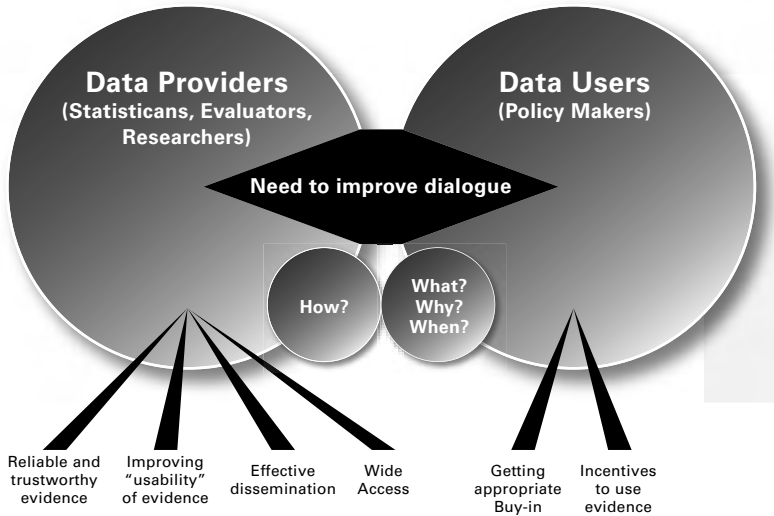 Data Providers
(Statisticans, Evaluators,
Researchers)
Data Users
(Policy Makers)
Need to improve dialogue
How?
What?
Why?
When?
Reliable and
trustworthy
evidence
Improving
“usability”
of evidence
Effective
dissemination
Wide
Access
Getting
appropriate
Buy-in
Incentives
to use
evidence